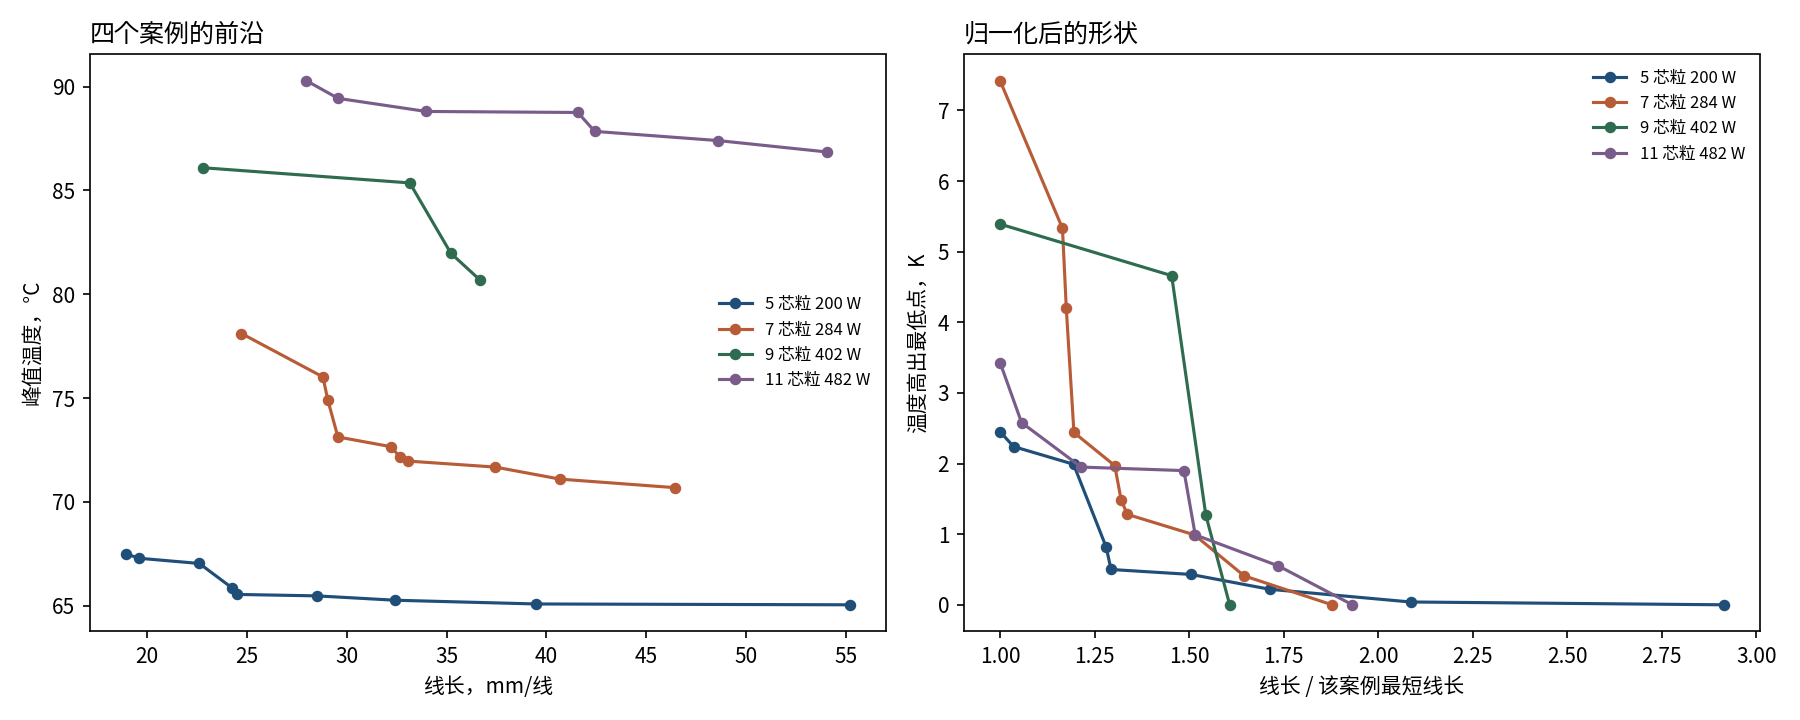 四个案例的前沿
峰值温度，°C
90
85
80
75
70
65
20 25 30 35 40 45 50 55
线长，mm/线
5 芯粒 200 W
7 芯粒 284 W
9 芯粒 402 W
11 芯粒 482 W
归一化后的形状
温度高出最低点，K
7
6
5
4
3
2
1
0
1.00 1.25 1.50 1.75 2.00 2.25 2.50 2.75 3.00
线长 / 该案例最短线长
5 芯粒 200 W
7 芯粒 284 W
9 芯粒 402 W
11 芯粒 482 W